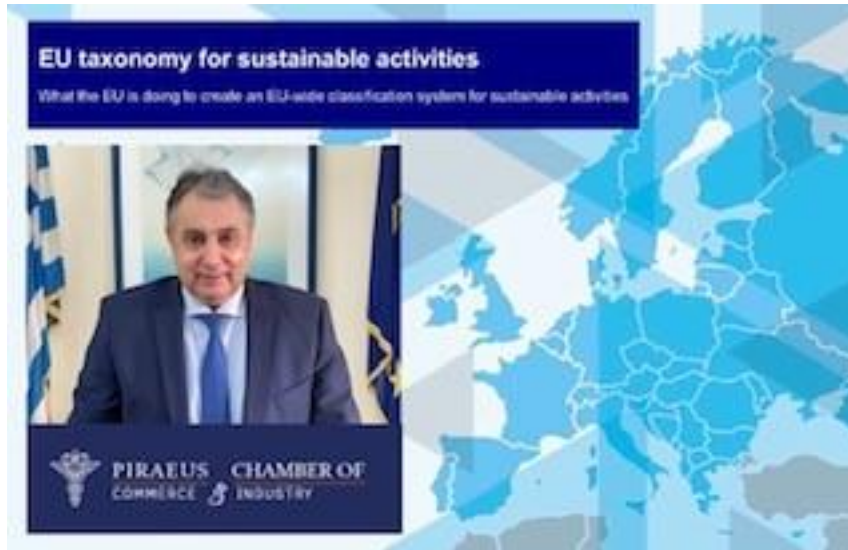 EU taxonomy for sustainable activities
What the EU is doing to create an EU-wide classification system for sustainable activities
PIRAEUS CHAMBER OF
COMMERCE & INDUSTRY